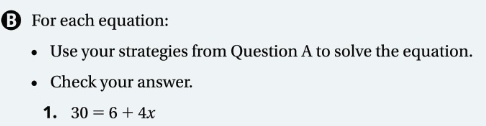 B For each equation:
• Use your strategies from Question A to solve the equation.
• Check your answer.
1. 30 = 6 + 4x